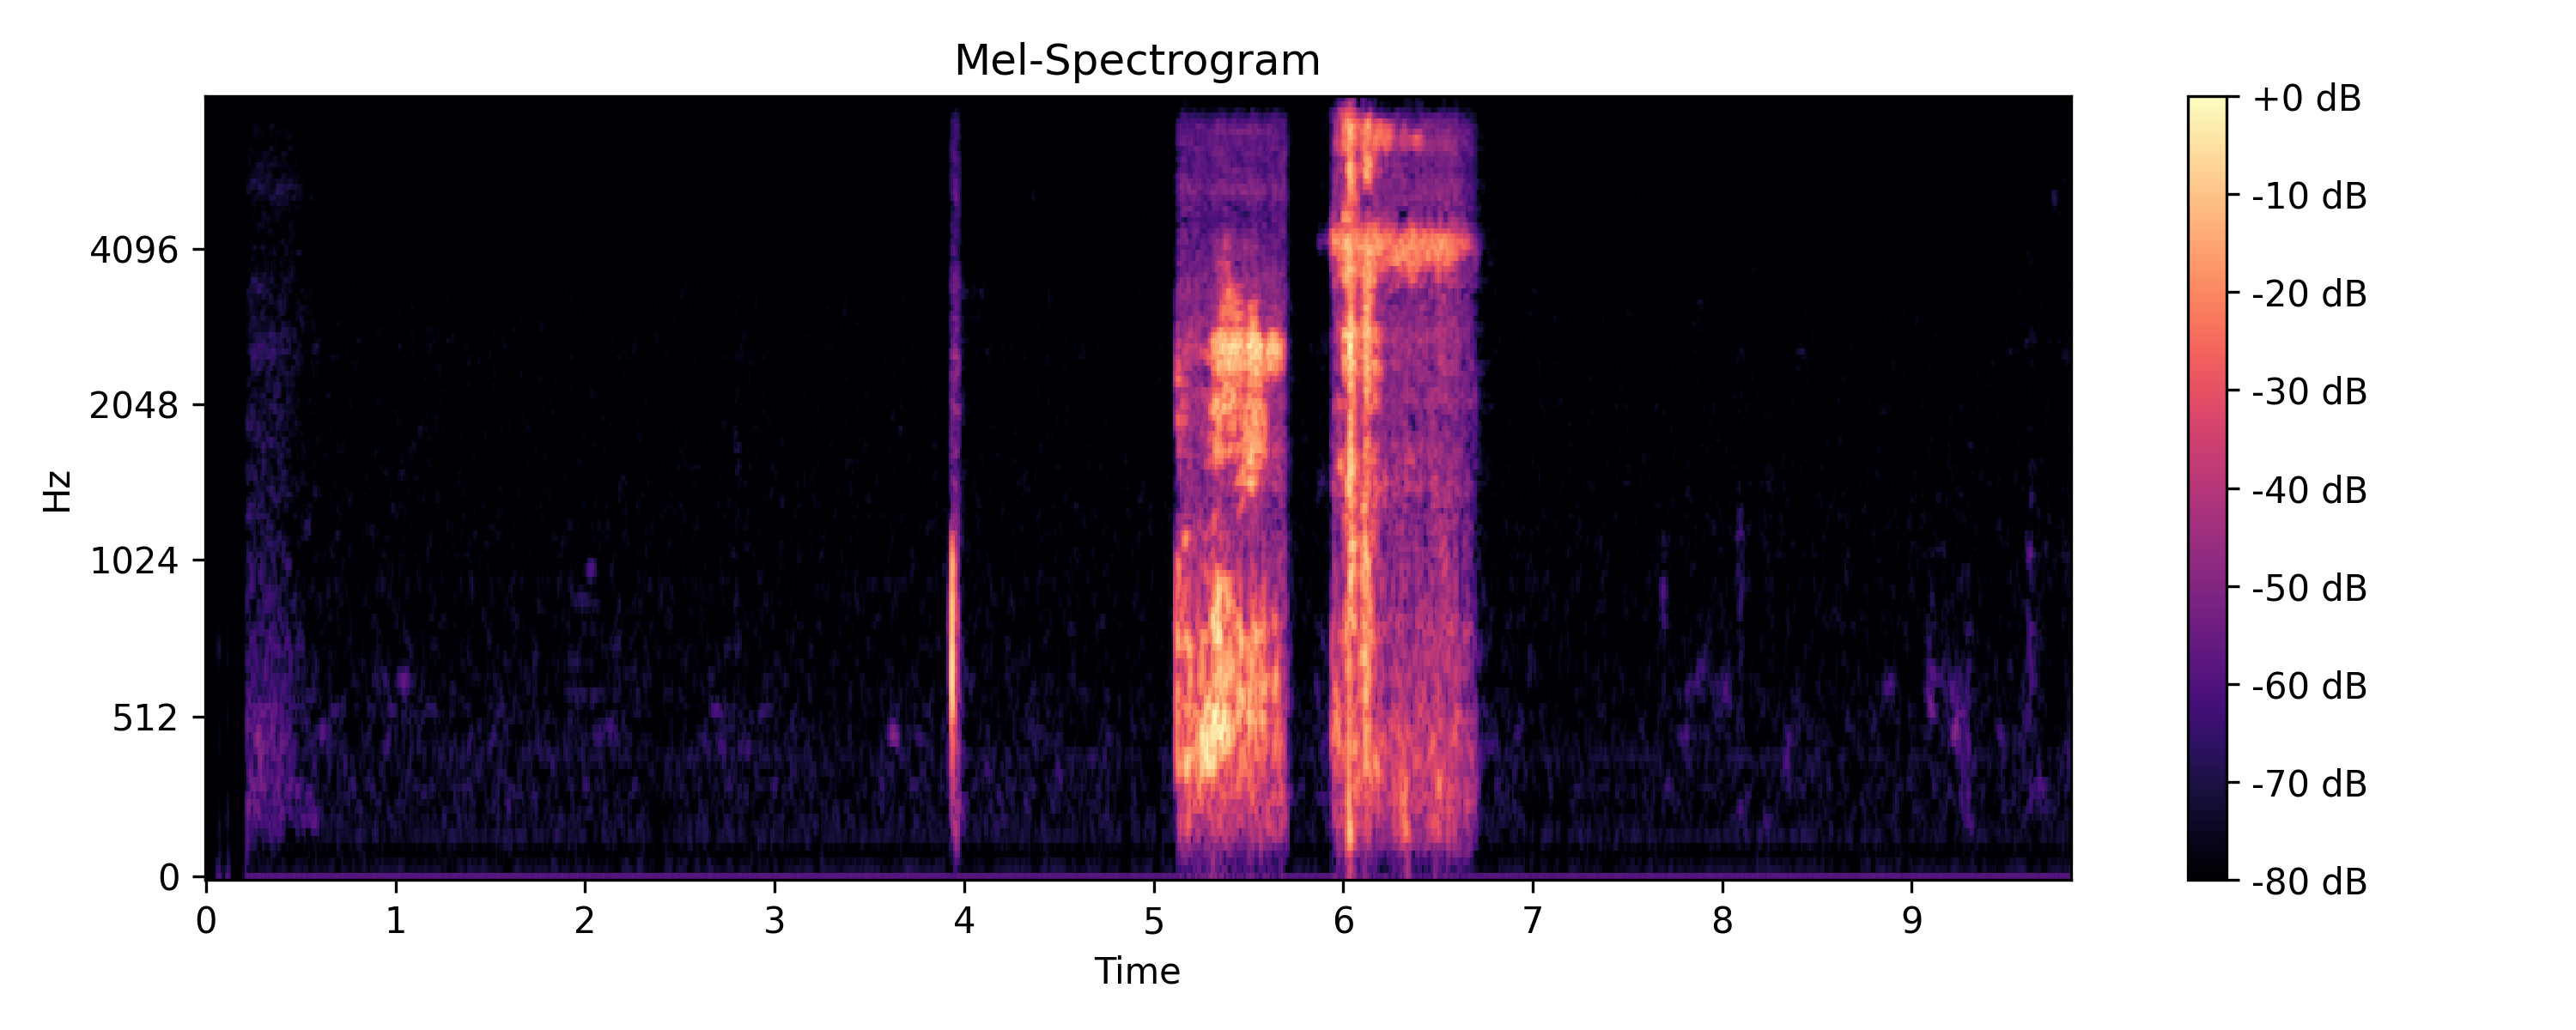 Mel-Spectrogram
Hz
4096
2048
1024
512
0
0 1 2 3 4 5 6 7 8 9
Time
+0 dB
-10 dB
-20 dB
-30 dB
-40 dB
-50 dB
-60 dB
-70 dB
-80 dB